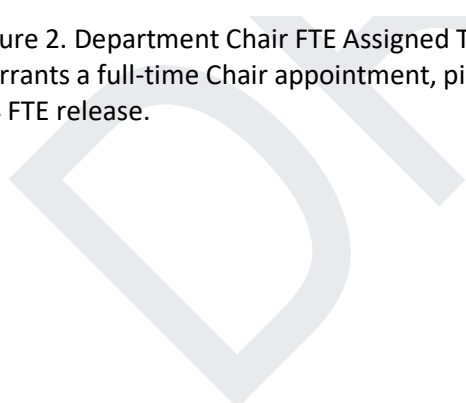 ure 2. Department Chair FTE Assigned T
rrants a full-time Chair appointment, pi
FTE release.
D